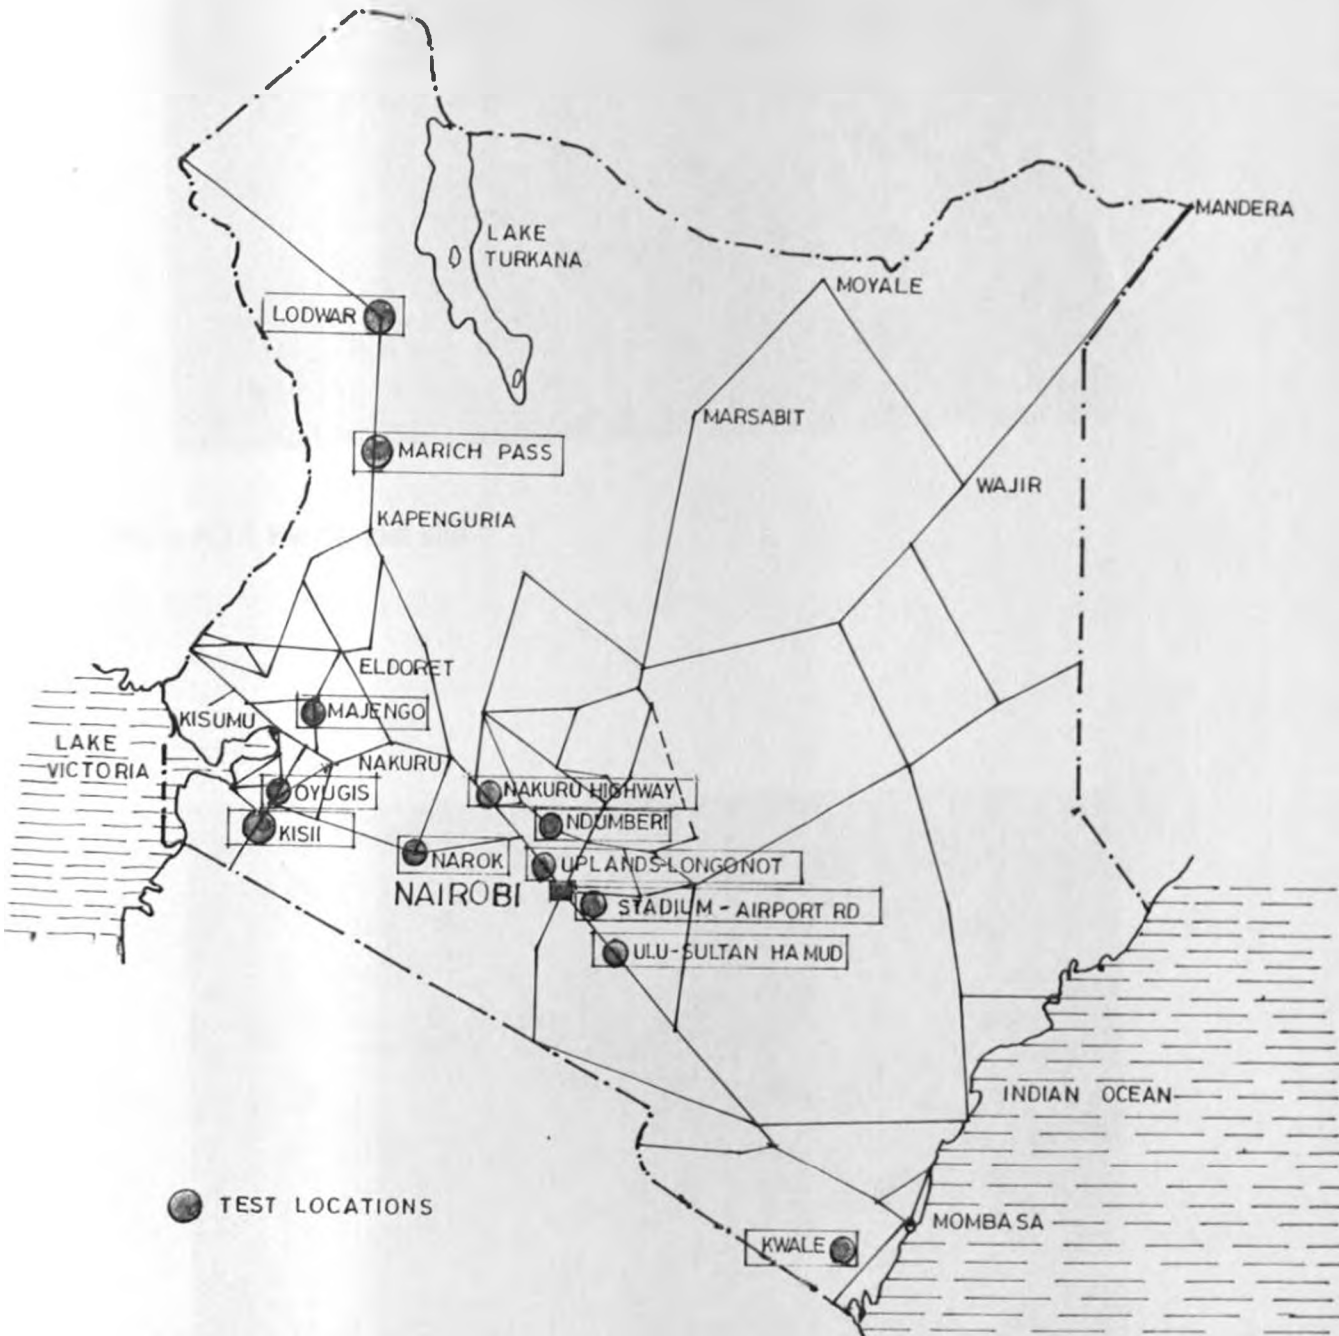 MANDERA
LAKE
TURKANA
MOYALE
LODWAR
MARSABIT
MARICH PASS
WAJIR
KAPENGURIA
ELDORET
MAJENGO
KISUMU
LAKE
VICTORIA
NAKURU
OYUGIS
NAKURU HIGHWAY
NDUMBERI
KISII
NAROK
UPLANDS-LONGONOT
NAIROBI
STADIUM - AIRPORT RD
ULU-SULTAN HAMUD
INDIAN OCEAN
TEST LOCATIONS
MOMBASA
KWALE